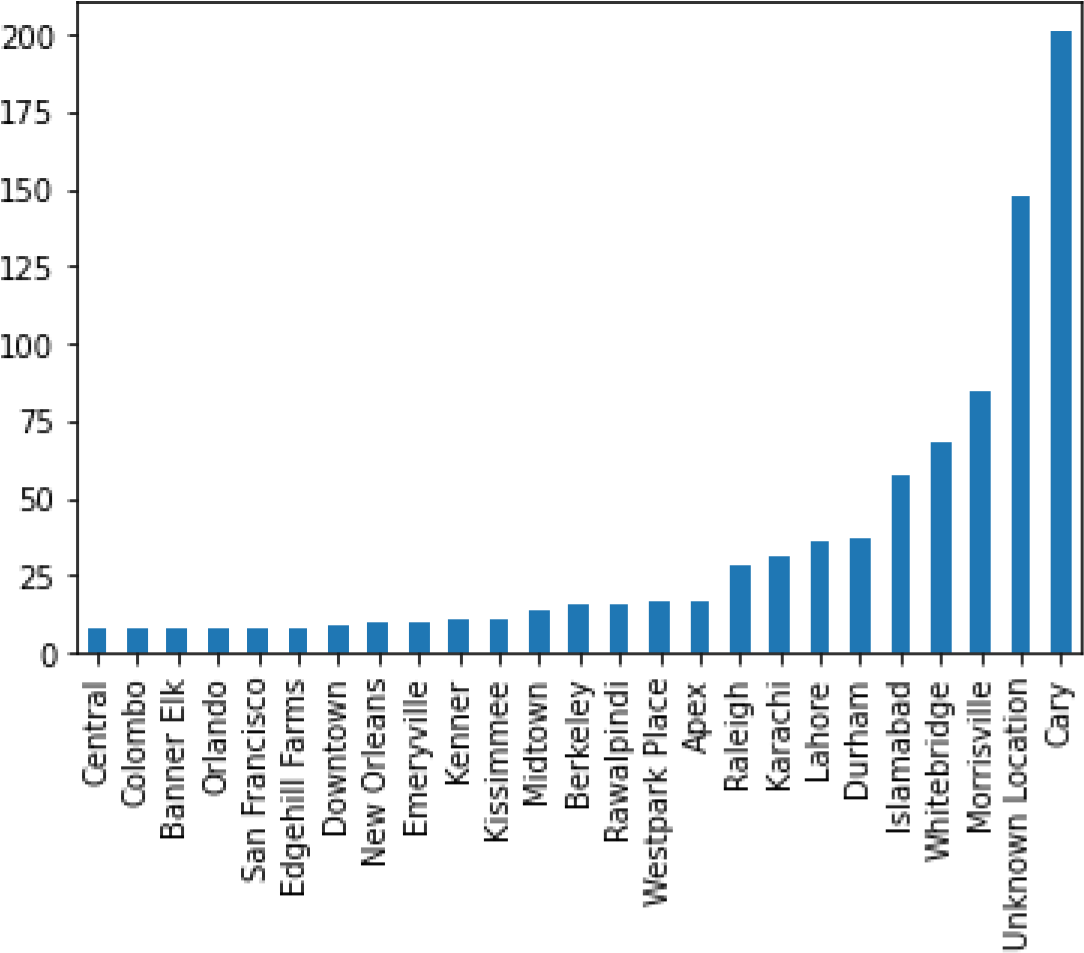 200
175
150
125
100
75
50
25
0
Central
Colombo
Banner Elk
Orlando
San Francisco
Edgehill Farms
Downtown
New Orleans
Emeryville
Kenner
Kissimmee
Midtown
Berkeley
Rawalpindi
Westpark Place
Apex
Raleigh
Karachi
Lahore
Durham
Islamabad
Whitebridge
Morrisville
Unknown Location
Cary